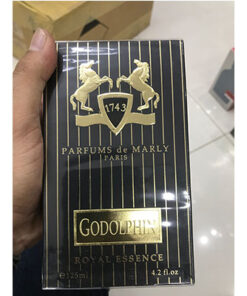 1743
PARFUMS de MARLY
PARIS
GODOLPHIN
ROYAL ESSENCE
℮ 125ml 4.2 fl.oz